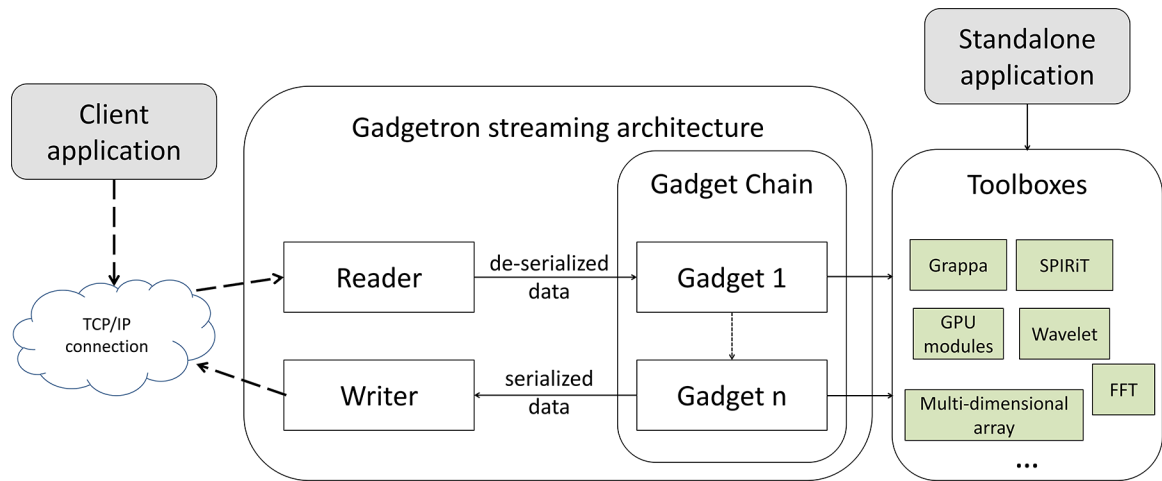 Standalone
application
Client
application
Gadgetron streaming architecture
Gadget Chain
Toolboxes
Reader
de-serialized
data
Gadget 1
Grappa
SPIRiT
TCP/IP
connection
GPU
modules
Wavelet
Writer
serialized
data
Gadget n
FFT
Multi-dimensional
array
...